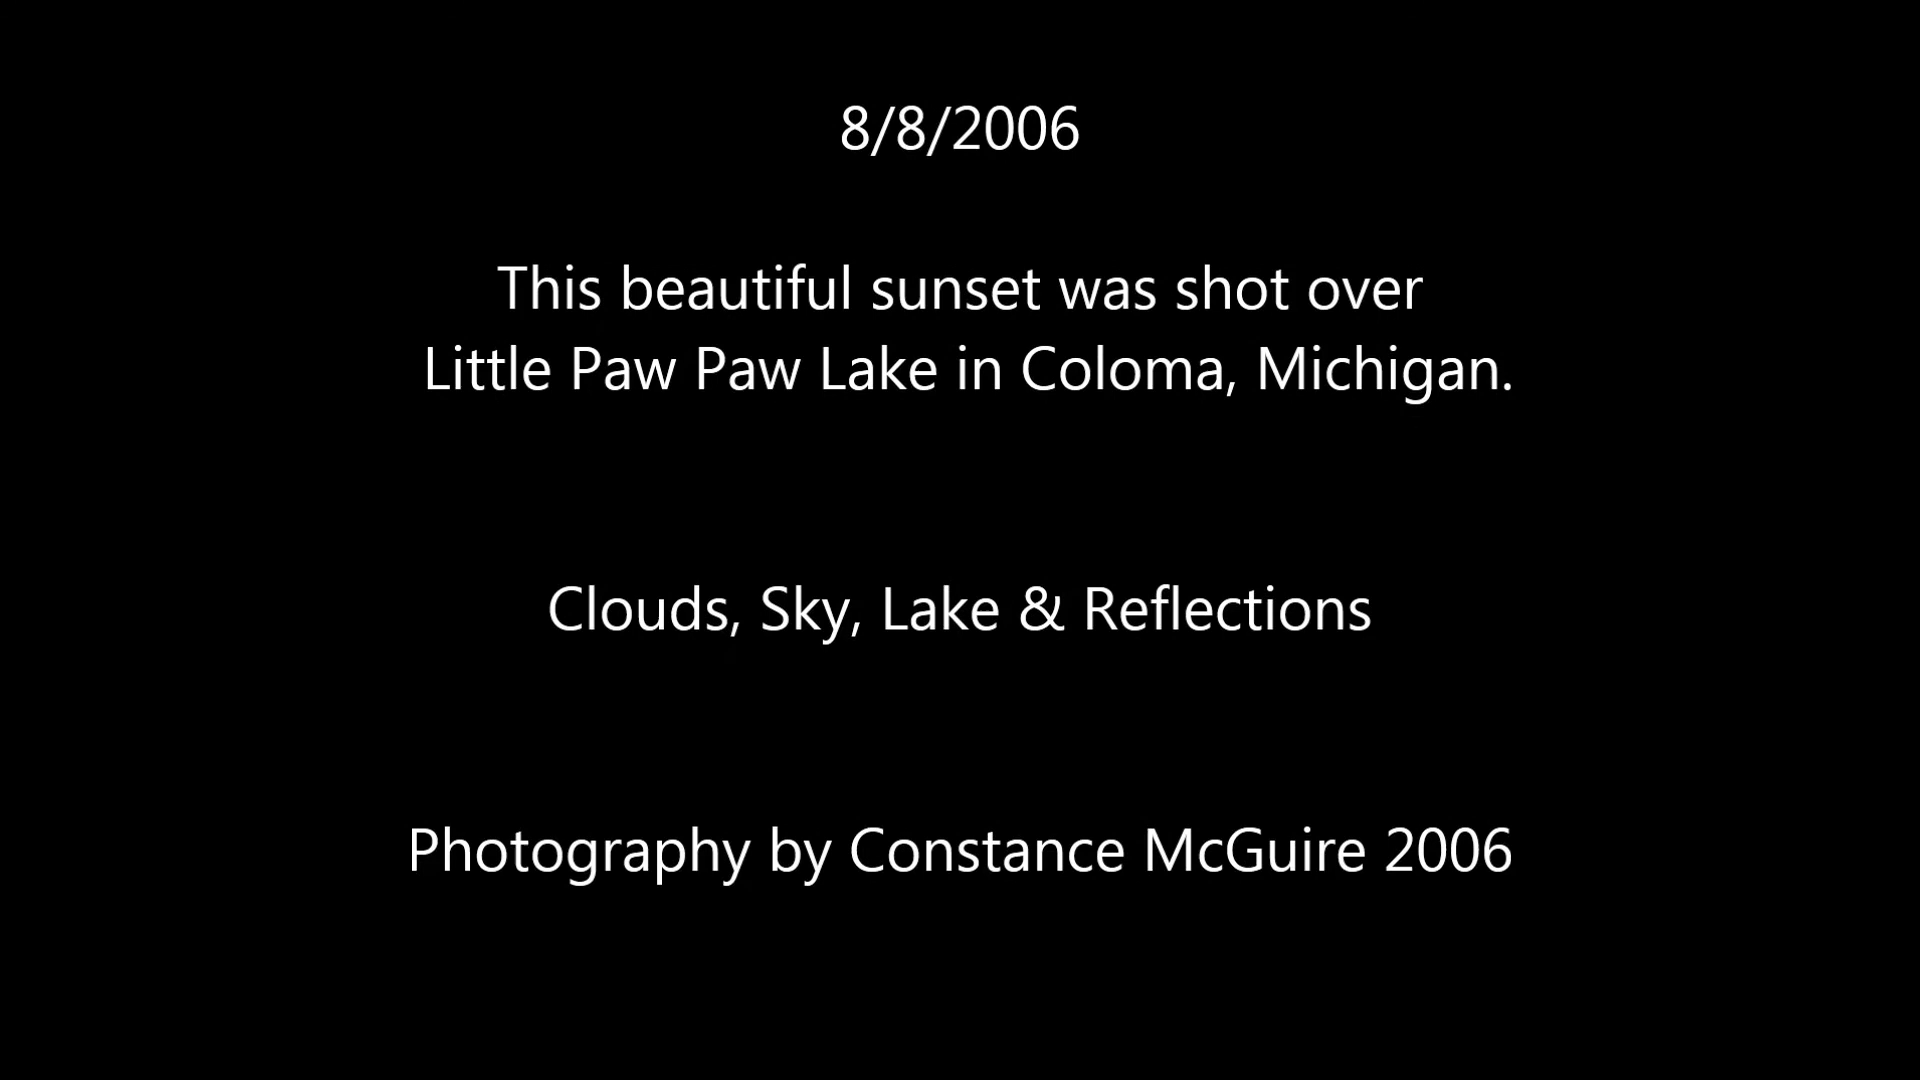 8/8/2006
This beautiful sunset was shot over
Little Paw Paw Lake in Coloma, Michigan.
Clouds, Sky, Lake & Reflections
Photography by Constance McGuire 2006